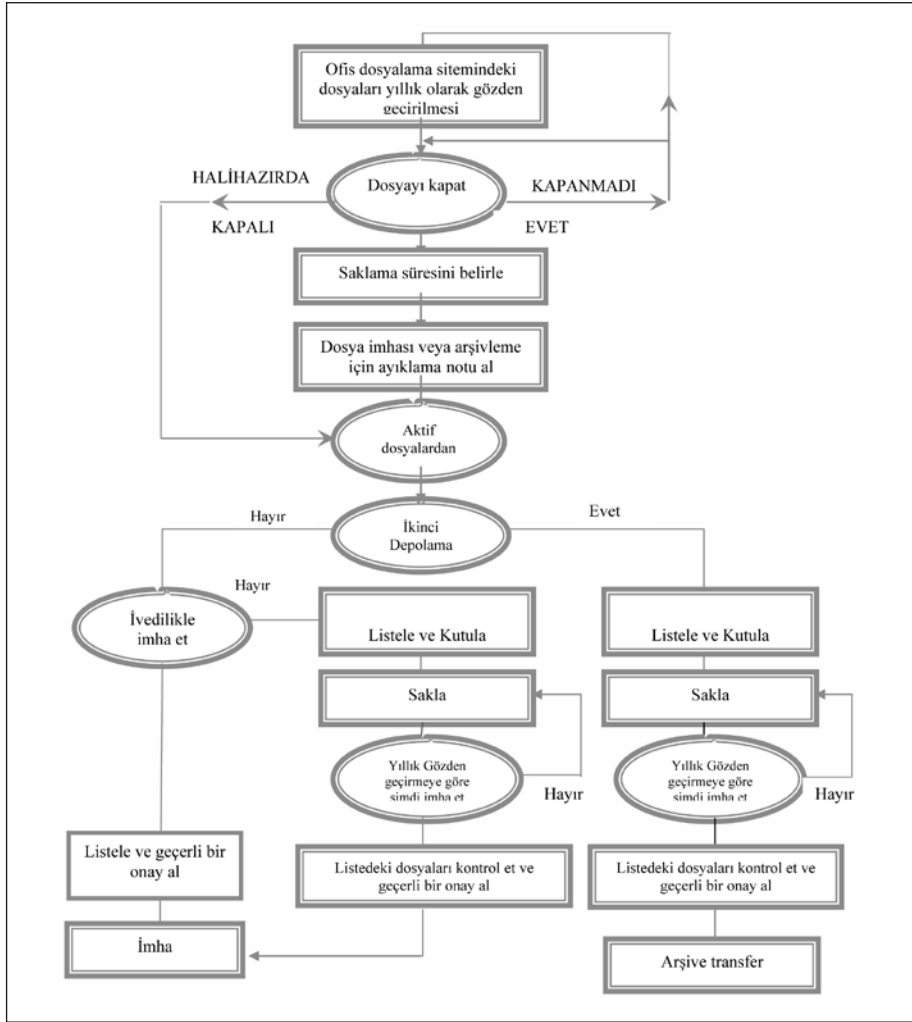 Ofis dosyalama sitemindeki
dosyaları yıllık olarak gözden
geçirilmesi
HALİHAZIRDA
Dosyayı kapat
KAPANMADI
KAPALI
EVET
Saklama süresini belirle
Dosya imhası veya arşivleme
için ayıklama notu al
Aktif
dosyalardan
Hayır
Evet
İkinci
Depolama
Hayır
İvedilikle
imha et
Listele ve Kutula
Listele ve Kutula
Sakla
Sakla
Yıllık Gözden
geçirmeye göre
şimdi imha et
Hayır
Yıllık Gözden
geçirmeye göre
şimdi imha et
Hayır
Listele ve geçerli bir
onay al
Listedeki dosyaları kontrol et ve
geçerli bir onay al
Listedeki dosyaları kontrol et ve
geçerli bir onay al
İmha
Arşive transfer